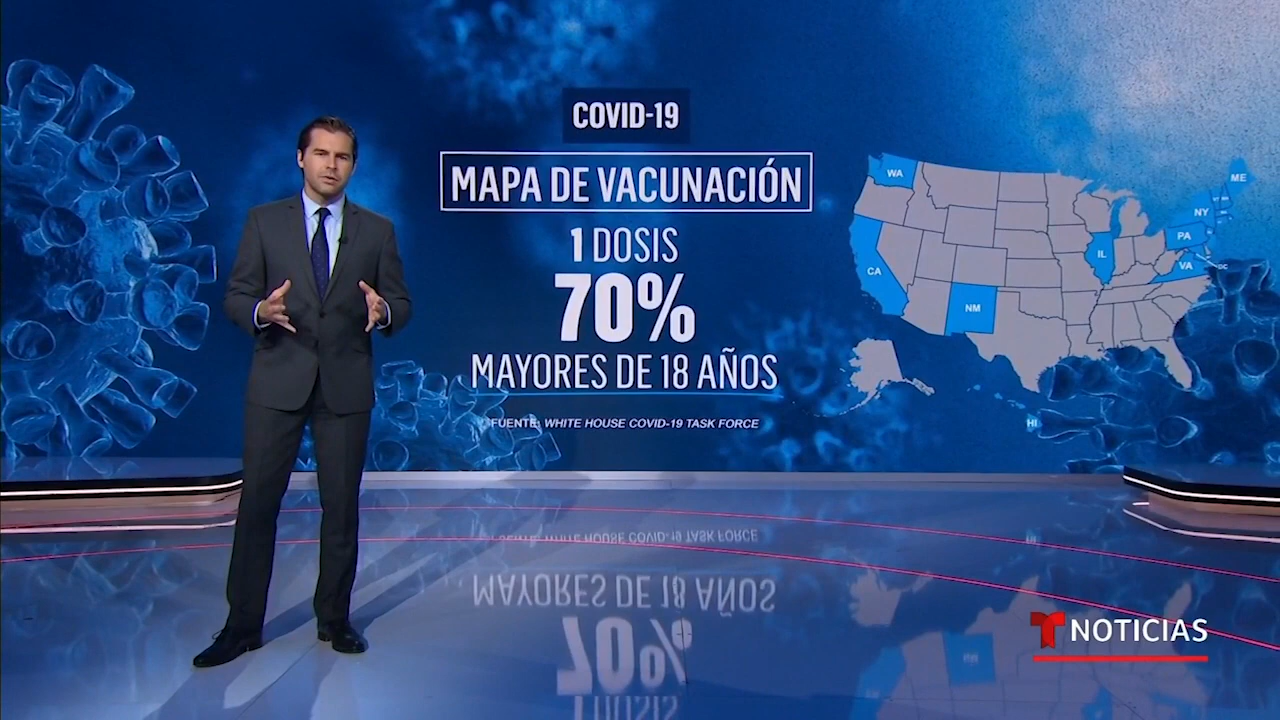 COVID-19
MAPA DE VACUNACIÓN
1 DOSIS
70%
MAYORES DE 18 AÑOS
FUENTE: WHITE HOUSE COVID-19 TASK FORCE
WA
ME
NY
PA
IL
CA
VA
DC
NM
HI
NOTICIAS